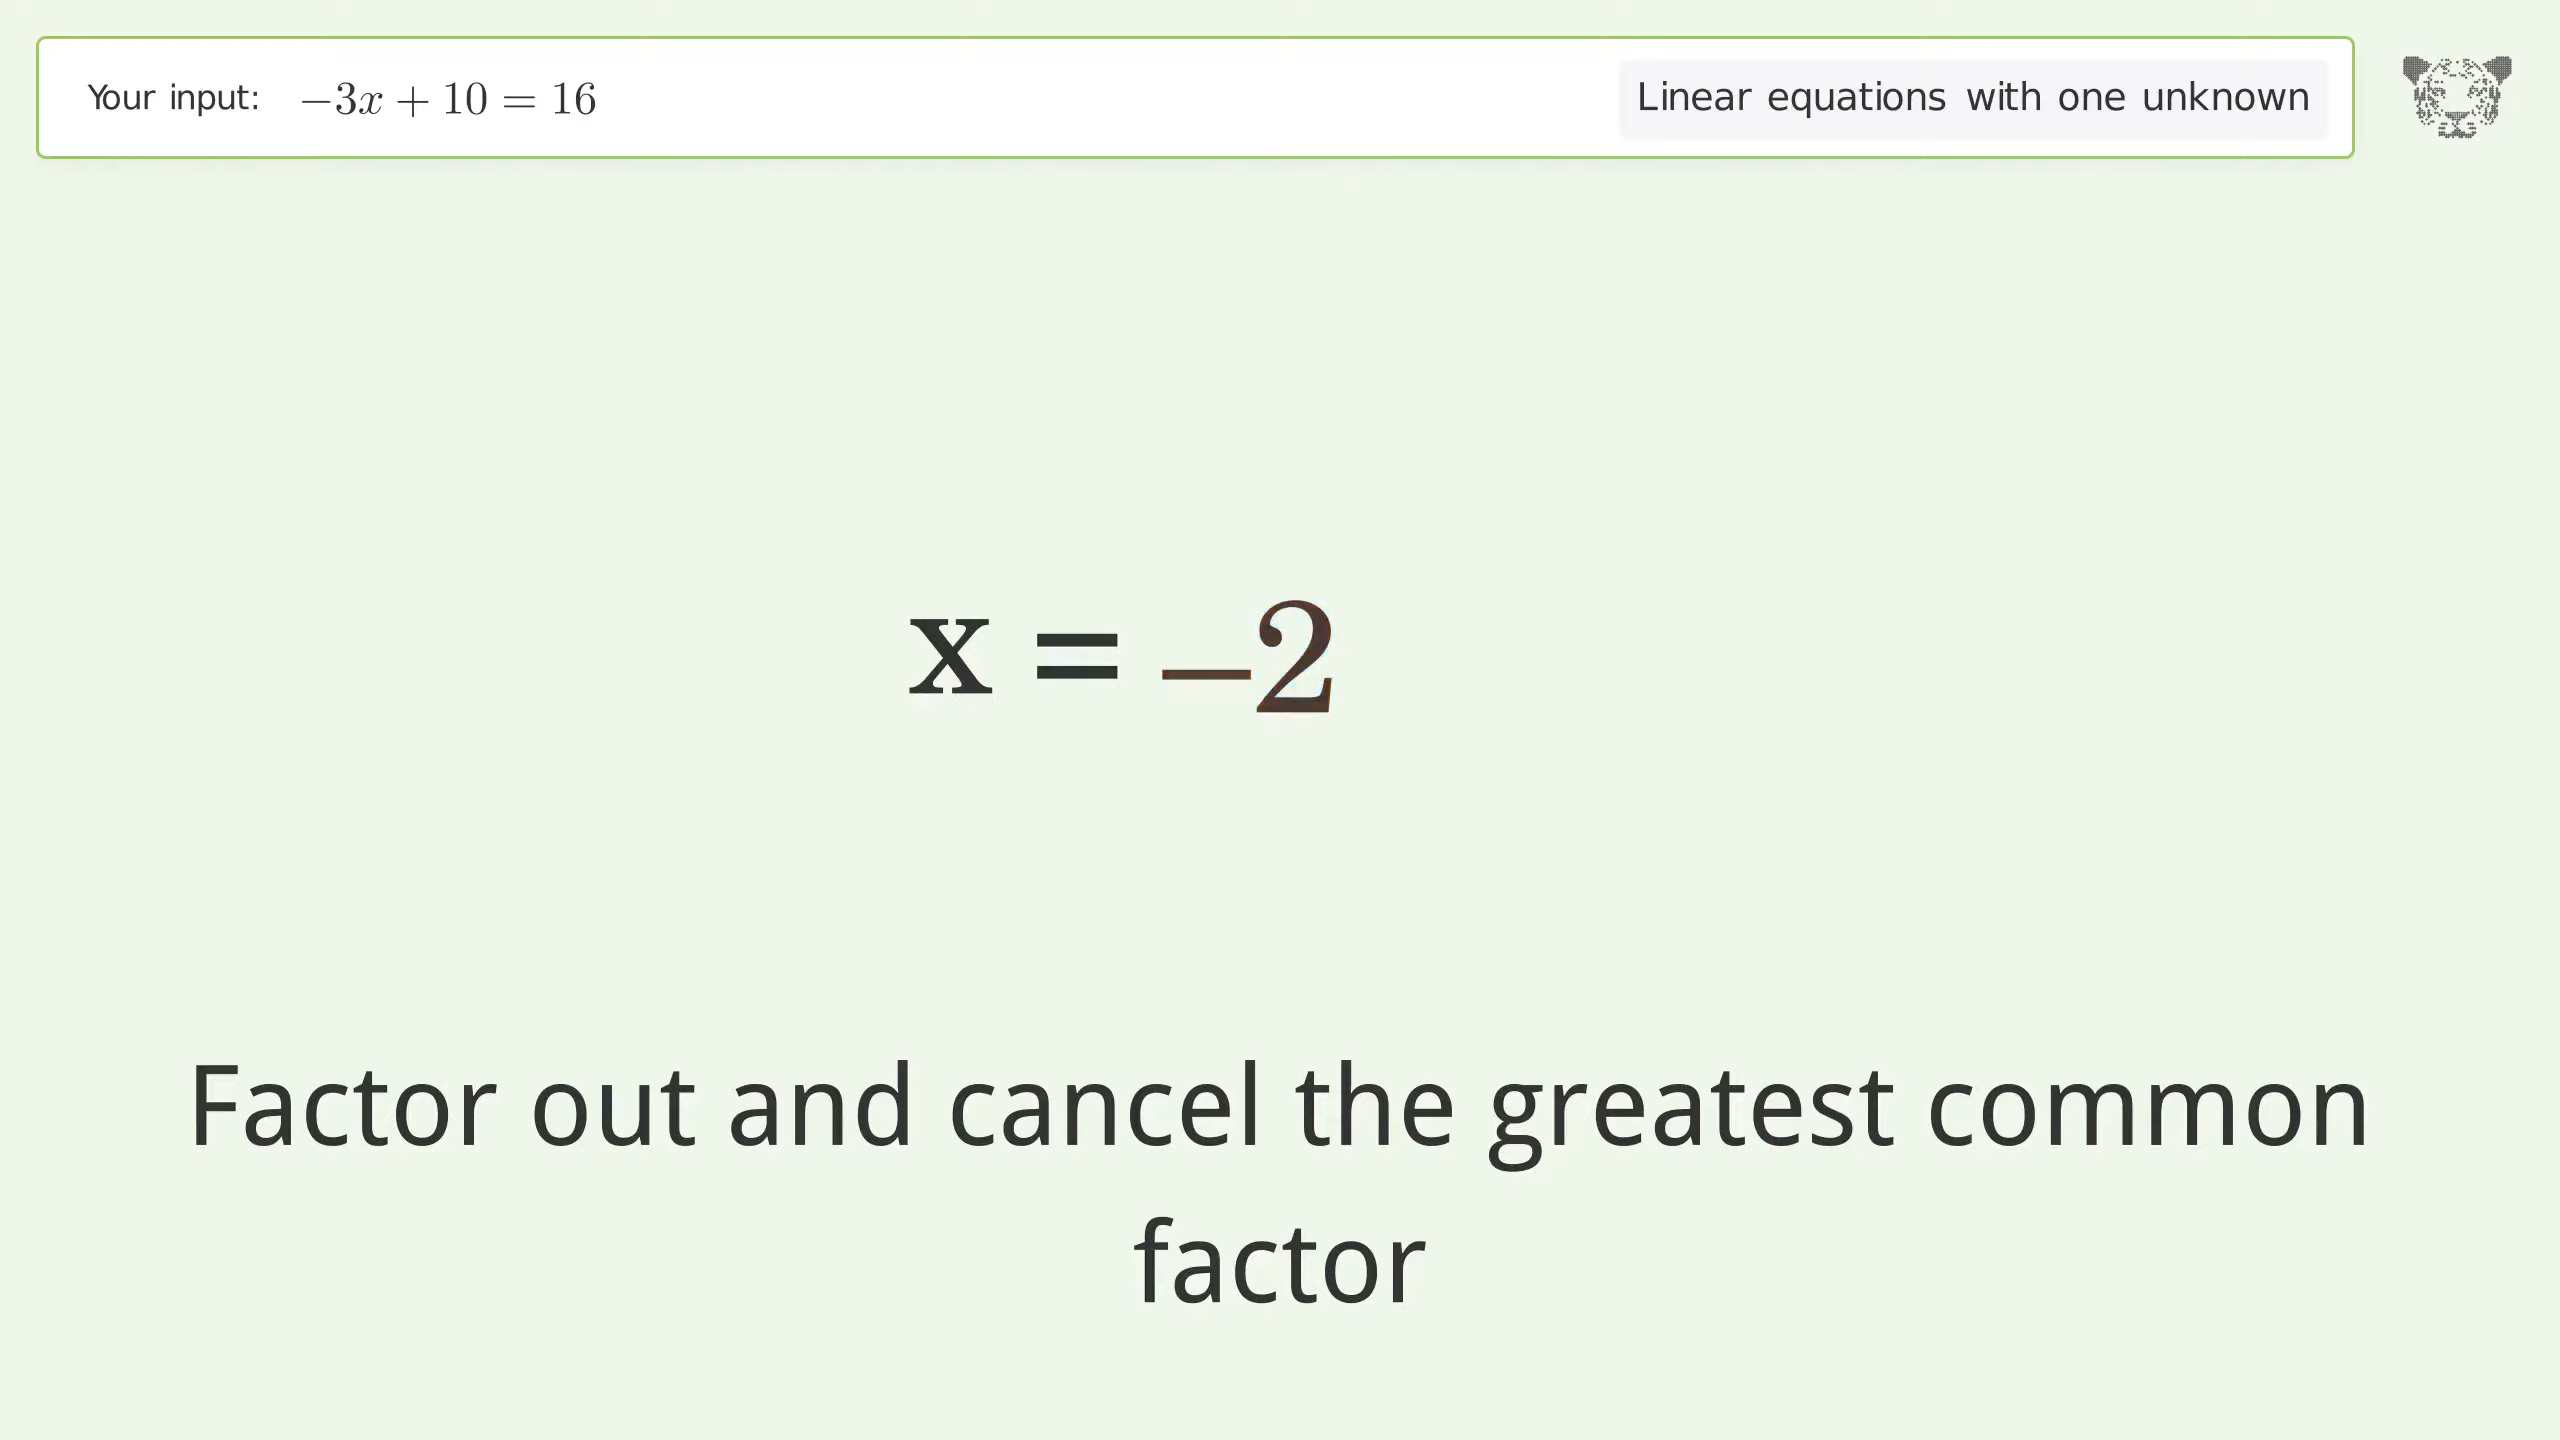 Your input: −3x + 10 = 16 Linear equations with one unknown
x = −2
Factor out and cancel the greatest common
factor